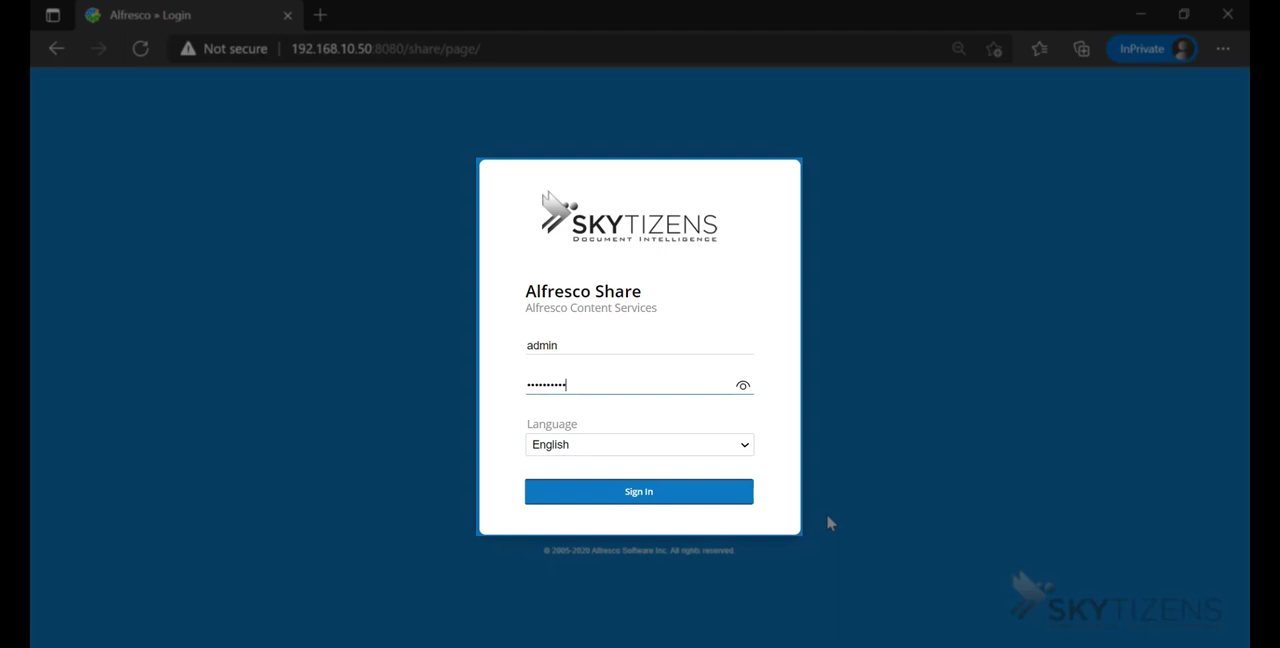 Alfresco » Login
Not secure
192.168.10.50:8080/share/page/
InPrivate
SKYTIZENS
DOCUMENT INTELLIGENCE
Alfresco Share
Alfresco Content Services
admin
••••••••••
Language
English
Sign In
© 2005-2020 Alfresco Software Inc. All rights reserved.
SKYTIZENS